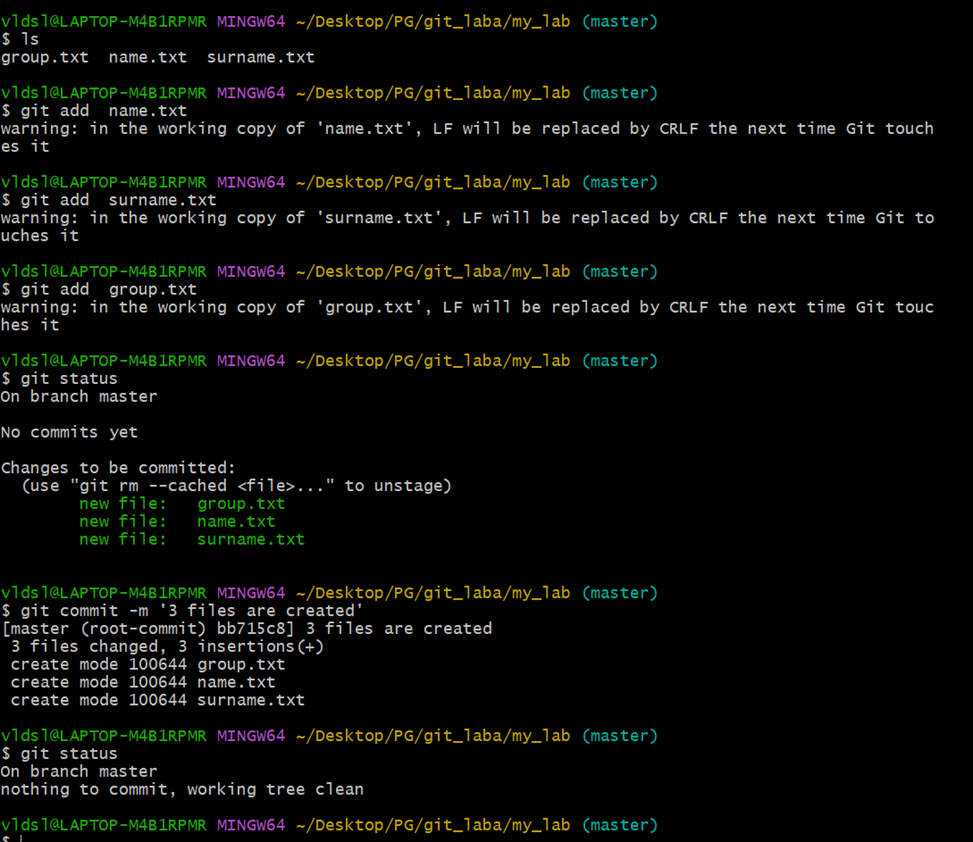 vldsl@LAPTOP-M4B1RPMR MINGW64 ~/Desktop/PG/git_laba/my_lab (master)
$ ls
group.txt  name.txt  surname.txt
vldsl@LAPTOP-M4B1RPMR MINGW64 ~/Desktop/PG/git_laba/my_lab (master)
$ git add  name.txt
warning: in the working copy of 'name.txt', LF will be replaced by CRLF the next time Git touch
es it
vldsl@LAPTOP-M4B1RPMR MINGW64 ~/Desktop/PG/git_laba/my_lab (master)
$ git add  surname.txt
warning: in the working copy of 'surname.txt', LF will be replaced by CRLF the next time Git to
uches it
vldsl@LAPTOP-M4B1RPMR MINGW64 ~/Desktop/PG/git_laba/my_lab (master)
$ git add  group.txt
warning: in the working copy of 'group.txt', LF will be replaced by CRLF the next time Git touc
hes it
vldsl@LAPTOP-M4B1RPMR MINGW64 ~/Desktop/PG/git_laba/my_lab (master)
$ git status
On branch master
No commits yet
Changes to be committed:
  (use "git rm --cached <file>..." to unstage)
        new file:   group.txt
        new file:   name.txt
        new file:   surname.txt
vldsl@LAPTOP-M4B1RPMR MINGW64 ~/Desktop/PG/git_laba/my_lab (master)
$ git commit -m '3 files are created'
[master (root-commit) bb715c8] 3 files are created
 3 files changed, 3 insertions(+)
 create mode 100644 group.txt
 create mode 100644 name.txt
 create mode 100644 surname.txt
vldsl@LAPTOP-M4B1RPMR MINGW64 ~/Desktop/PG/git_laba/my_lab (master)
$ git status
On branch master
nothing to commit, working tree clean
vldsl@LAPTOP-M4B1RPMR MINGW64 ~/Desktop/PG/git_laba/my_lab (master)
$